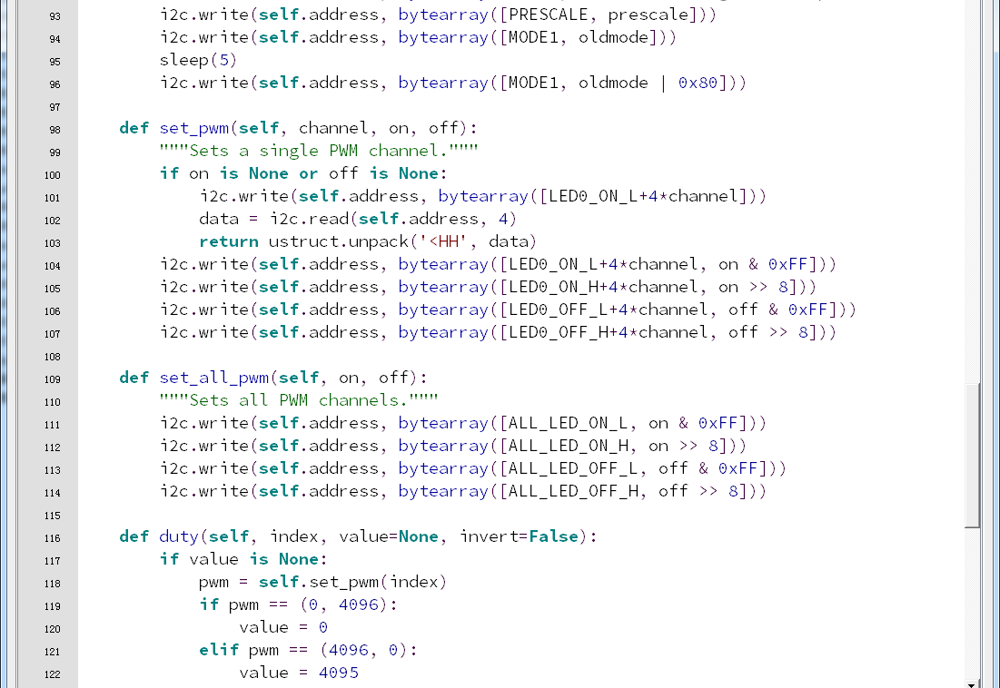 93 i2c.write(self.address, bytearray([PRESCALE, prescale]))
94 i2c.write(self.address, bytearray([MODE1, oldmode]))
95 sleep(5)
96 i2c.write(self.address, bytearray([MODE1, oldmode | 0x80]))
97
98 def set_pwm(self, channel, on, off):
99 """Sets a single PWM channel."""
100 if on is None or off is None:
101 i2c.write(self.address, bytearray([LED0_ON_L+4*channel]))
102 data = i2c.read(self.address, 4)
103 return ustruct.unpack('<HH', data)
104 i2c.write(self.address, bytearray([LED0_ON_L+4*channel, on & 0xFF]))
105 i2c.write(self.address, bytearray([LED0_ON_H+4*channel, on >> 8]))
106 i2c.write(self.address, bytearray([LED0_OFF_L+4*channel, off & 0xFF]))
107 i2c.write(self.address, bytearray([LED0_OFF_H+4*channel, off >> 8]))
108
109 def set_all_pwm(self, on, off):
110 """Sets all PWM channels."""
111 i2c.write(self.address, bytearray([ALL_LED_ON_L, on & 0xFF]))
112 i2c.write(self.address, bytearray([ALL_LED_ON_H, on >> 8]))
113 i2c.write(self.address, bytearray([ALL_LED_OFF_L, off & 0xFF]))
114 i2c.write(self.address, bytearray([ALL_LED_OFF_H, off >> 8]))
115
116 def duty(self, index, value=None, invert=False):
117 if value is None:
118 pwm = self.set_pwm(index)
119 if pwm == (0, 4096):
120 value = 0
121 elif pwm == (4096, 0):
122 value = 4095